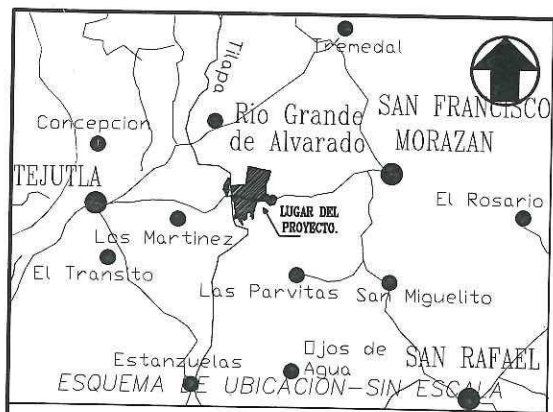 Tremedal
Tilapa
Rio Grande
de Alvarado
SAN FRANCISCO
MORAZAN
Concepcion
TEJUTLA
El Rosario
LUGAR DEL
PROYECTO.
Los Martinez
El Transito
Las Parvitas
San Miguelito
Estanzuelas
Ojos de
Agua
SAN RAFAEL
ESQUEMA DE UBICACION-SIN ESCALA